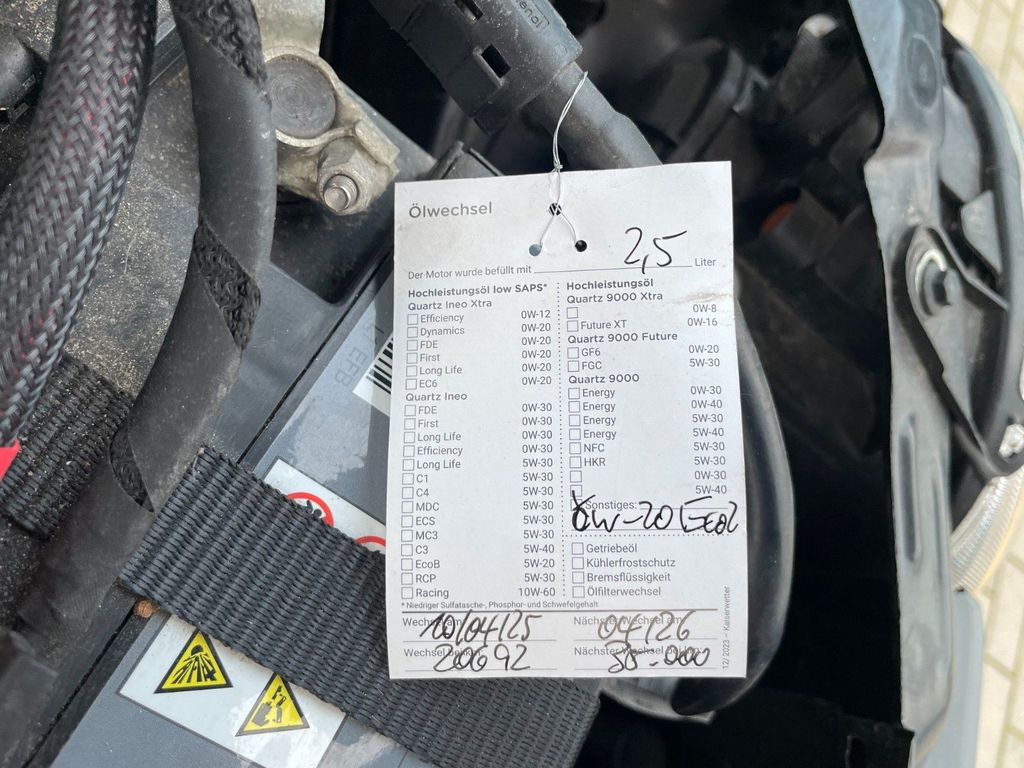 Ölwechsel
Der Motor wurde befüllt mit 2,5 Liter
Hochleistungsöl low SAPS*
Quartz Ineo Xtra
Efficiency 0W-12
Dynamics 0W-20
FDE 0W-20
First 0W-20
Long Life 0W-20
EC6 0W-20
Quartz Ineo
FDE 0W-30
First 0W-30
Long Life 0W-30
Efficiency 0W-30
Long Life 5W-30
C1 5W-30
C4 5W-30
MDC 5W-30
ECS 5W-30
MC3 5W-30
C3 5W-40
EcoB 5W-20
RCP 5W-30
Racing 10W-60
Hochleistungsöl
Quartz 9000 Xtra
0W-8
Future XT 0W-16
Quartz 9000 Future
GF6 0W-20
FGC 5W-30
Quartz 9000
Energy 0W-30
Energy 0W-40
Energy 5W-30
Energy 5W-40
NFC 5W-30
HKR 5W-30
0W-30
5W-40
Sonstiges:
0W-20
Getriebeöl
Kühlerfrostschutz
Bremsflüssigkeit
Ölfilterwechsel
* Niedriger Sulfatasche-, Phosphor- und Schwefelgehalt
Wechsel am 10/04/25
Nächster Wechsel am 04/26
Wechsel bei km 20692
Nächster Wechsel bei km
12/2023 – Kaiserwetter
EFB